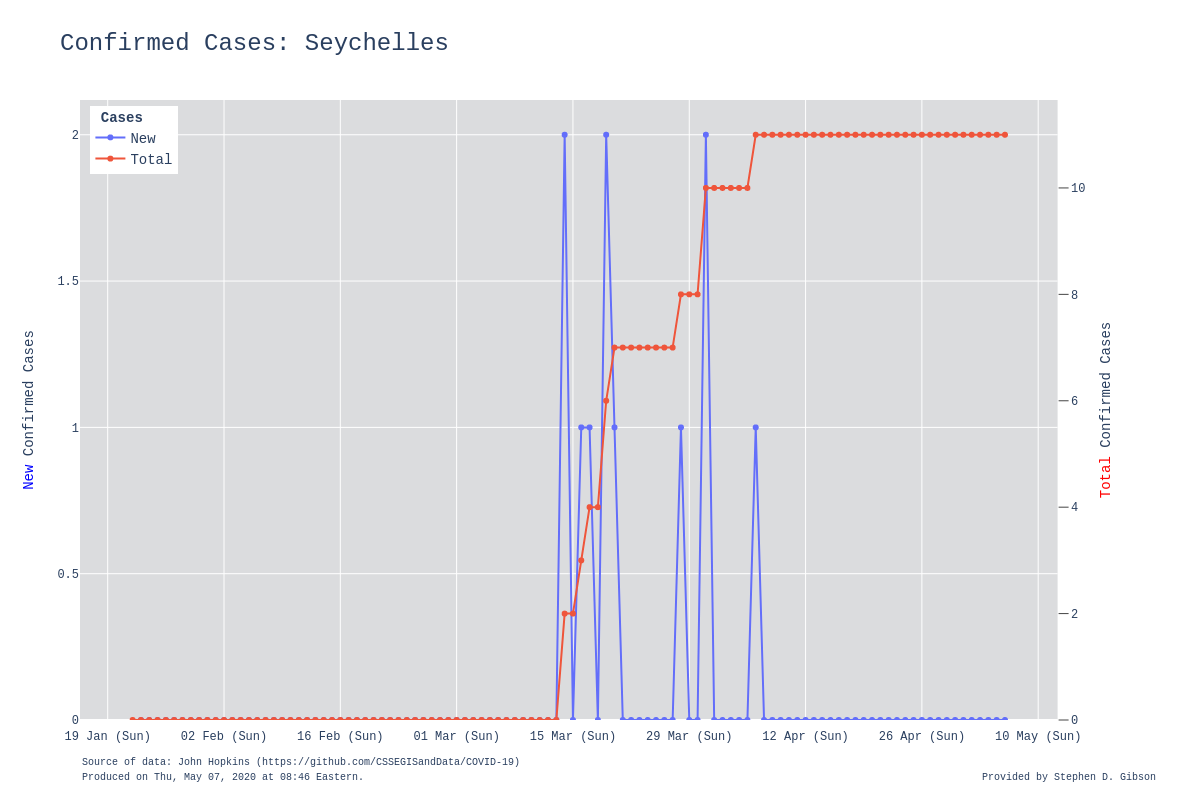 Confirmed Cases: Seychelles
Cases
New
Total
2
1.5
1
0.5
0
10
8
6
4
2
0
New Confirmed Cases
Total Confirmed Cases
19 Jan (Sun) 02 Feb (Sun) 16 Feb (Sun) 01 Mar (Sun) 15 Mar (Sun) 29 Mar (Sun) 12 Apr (Sun) 26 Apr (Sun) 10 May (Sun)
Source of data: John Hopkins (https://github.com/CSSEGISandData/COVID-19)
Produced on Thu, May 07, 2020 at 08:46 Eastern.
Provided by Stephen D. Gibson